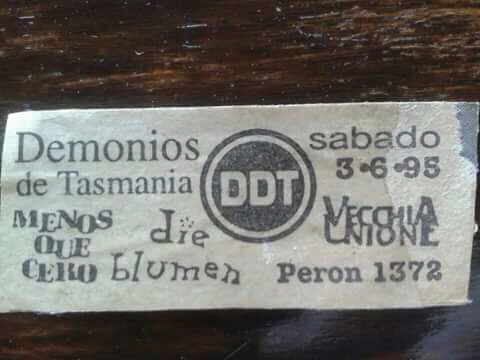 Demonios
de Tasmania
DDT
sabado
3•6•95
MENOS
QUE
CERO
die
blumen
VECCHIA
UNIONE
Peron 1372